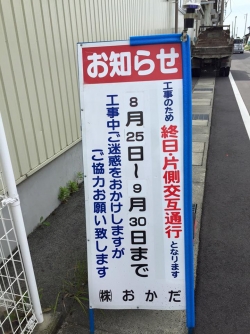 お知らせ
工事のため
終日・片側交互通行
となります
8月25日～9月30日まで
工事中ご迷惑をおかけしますが
ご協力お願い致します
㈱おかだ